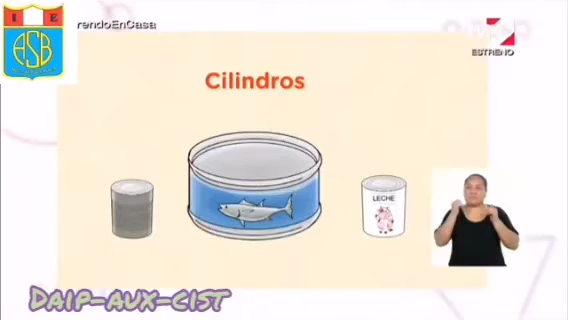 I E
ASB
rendoEnCasa
ESTRENO
Cilindros
LECHE
DAIP-AUX-CIST